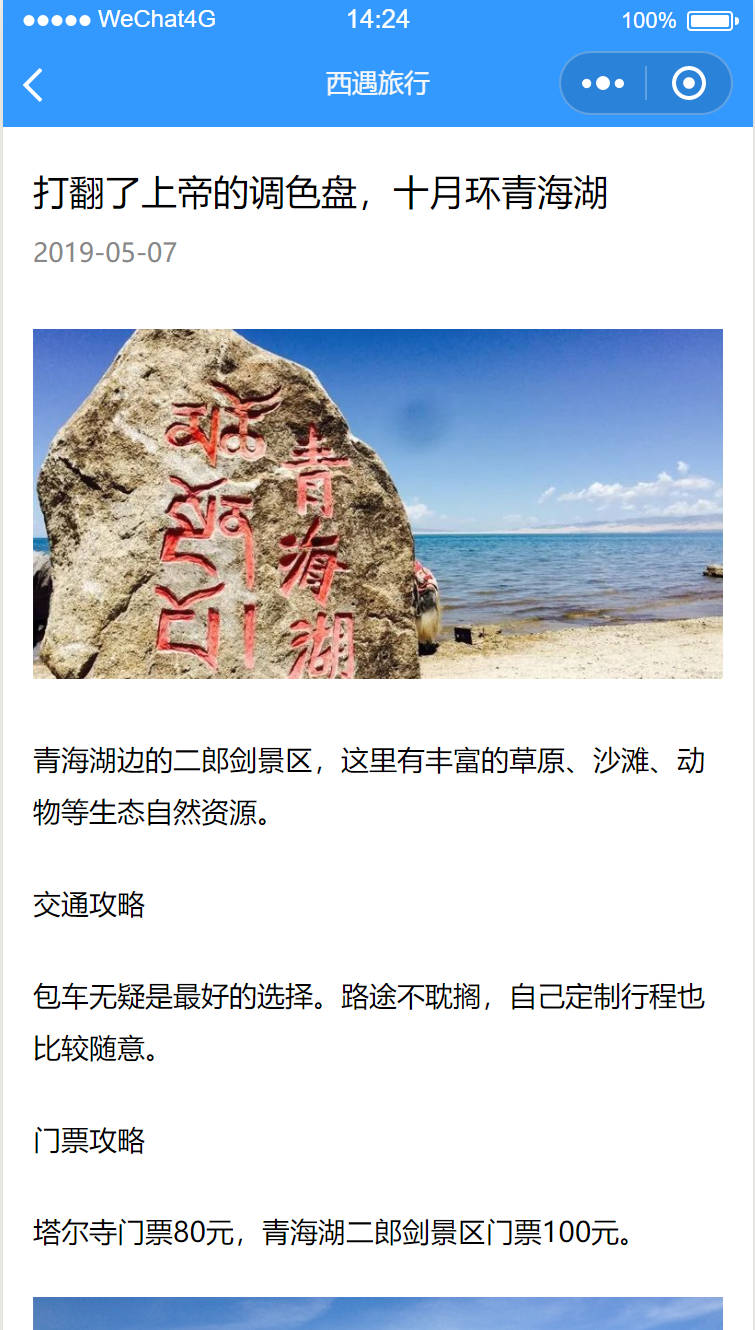 WeChat4G 14:24 100%
西遇旅行
打翻了上帝的调色盘，十月环青海湖
2019-05-07
མཚོ
སྔོན
པོ།
青海湖
青海湖边的二郎剑景区，这里有丰富的草原、沙滩、动
物等生态自然资源。
交通攻略
包车无疑是最好的选择。路途不耽搁，自己定制行程也
比较随意。
门票攻略
塔尔寺门票80元，青海湖二郎剑景区门票100元。